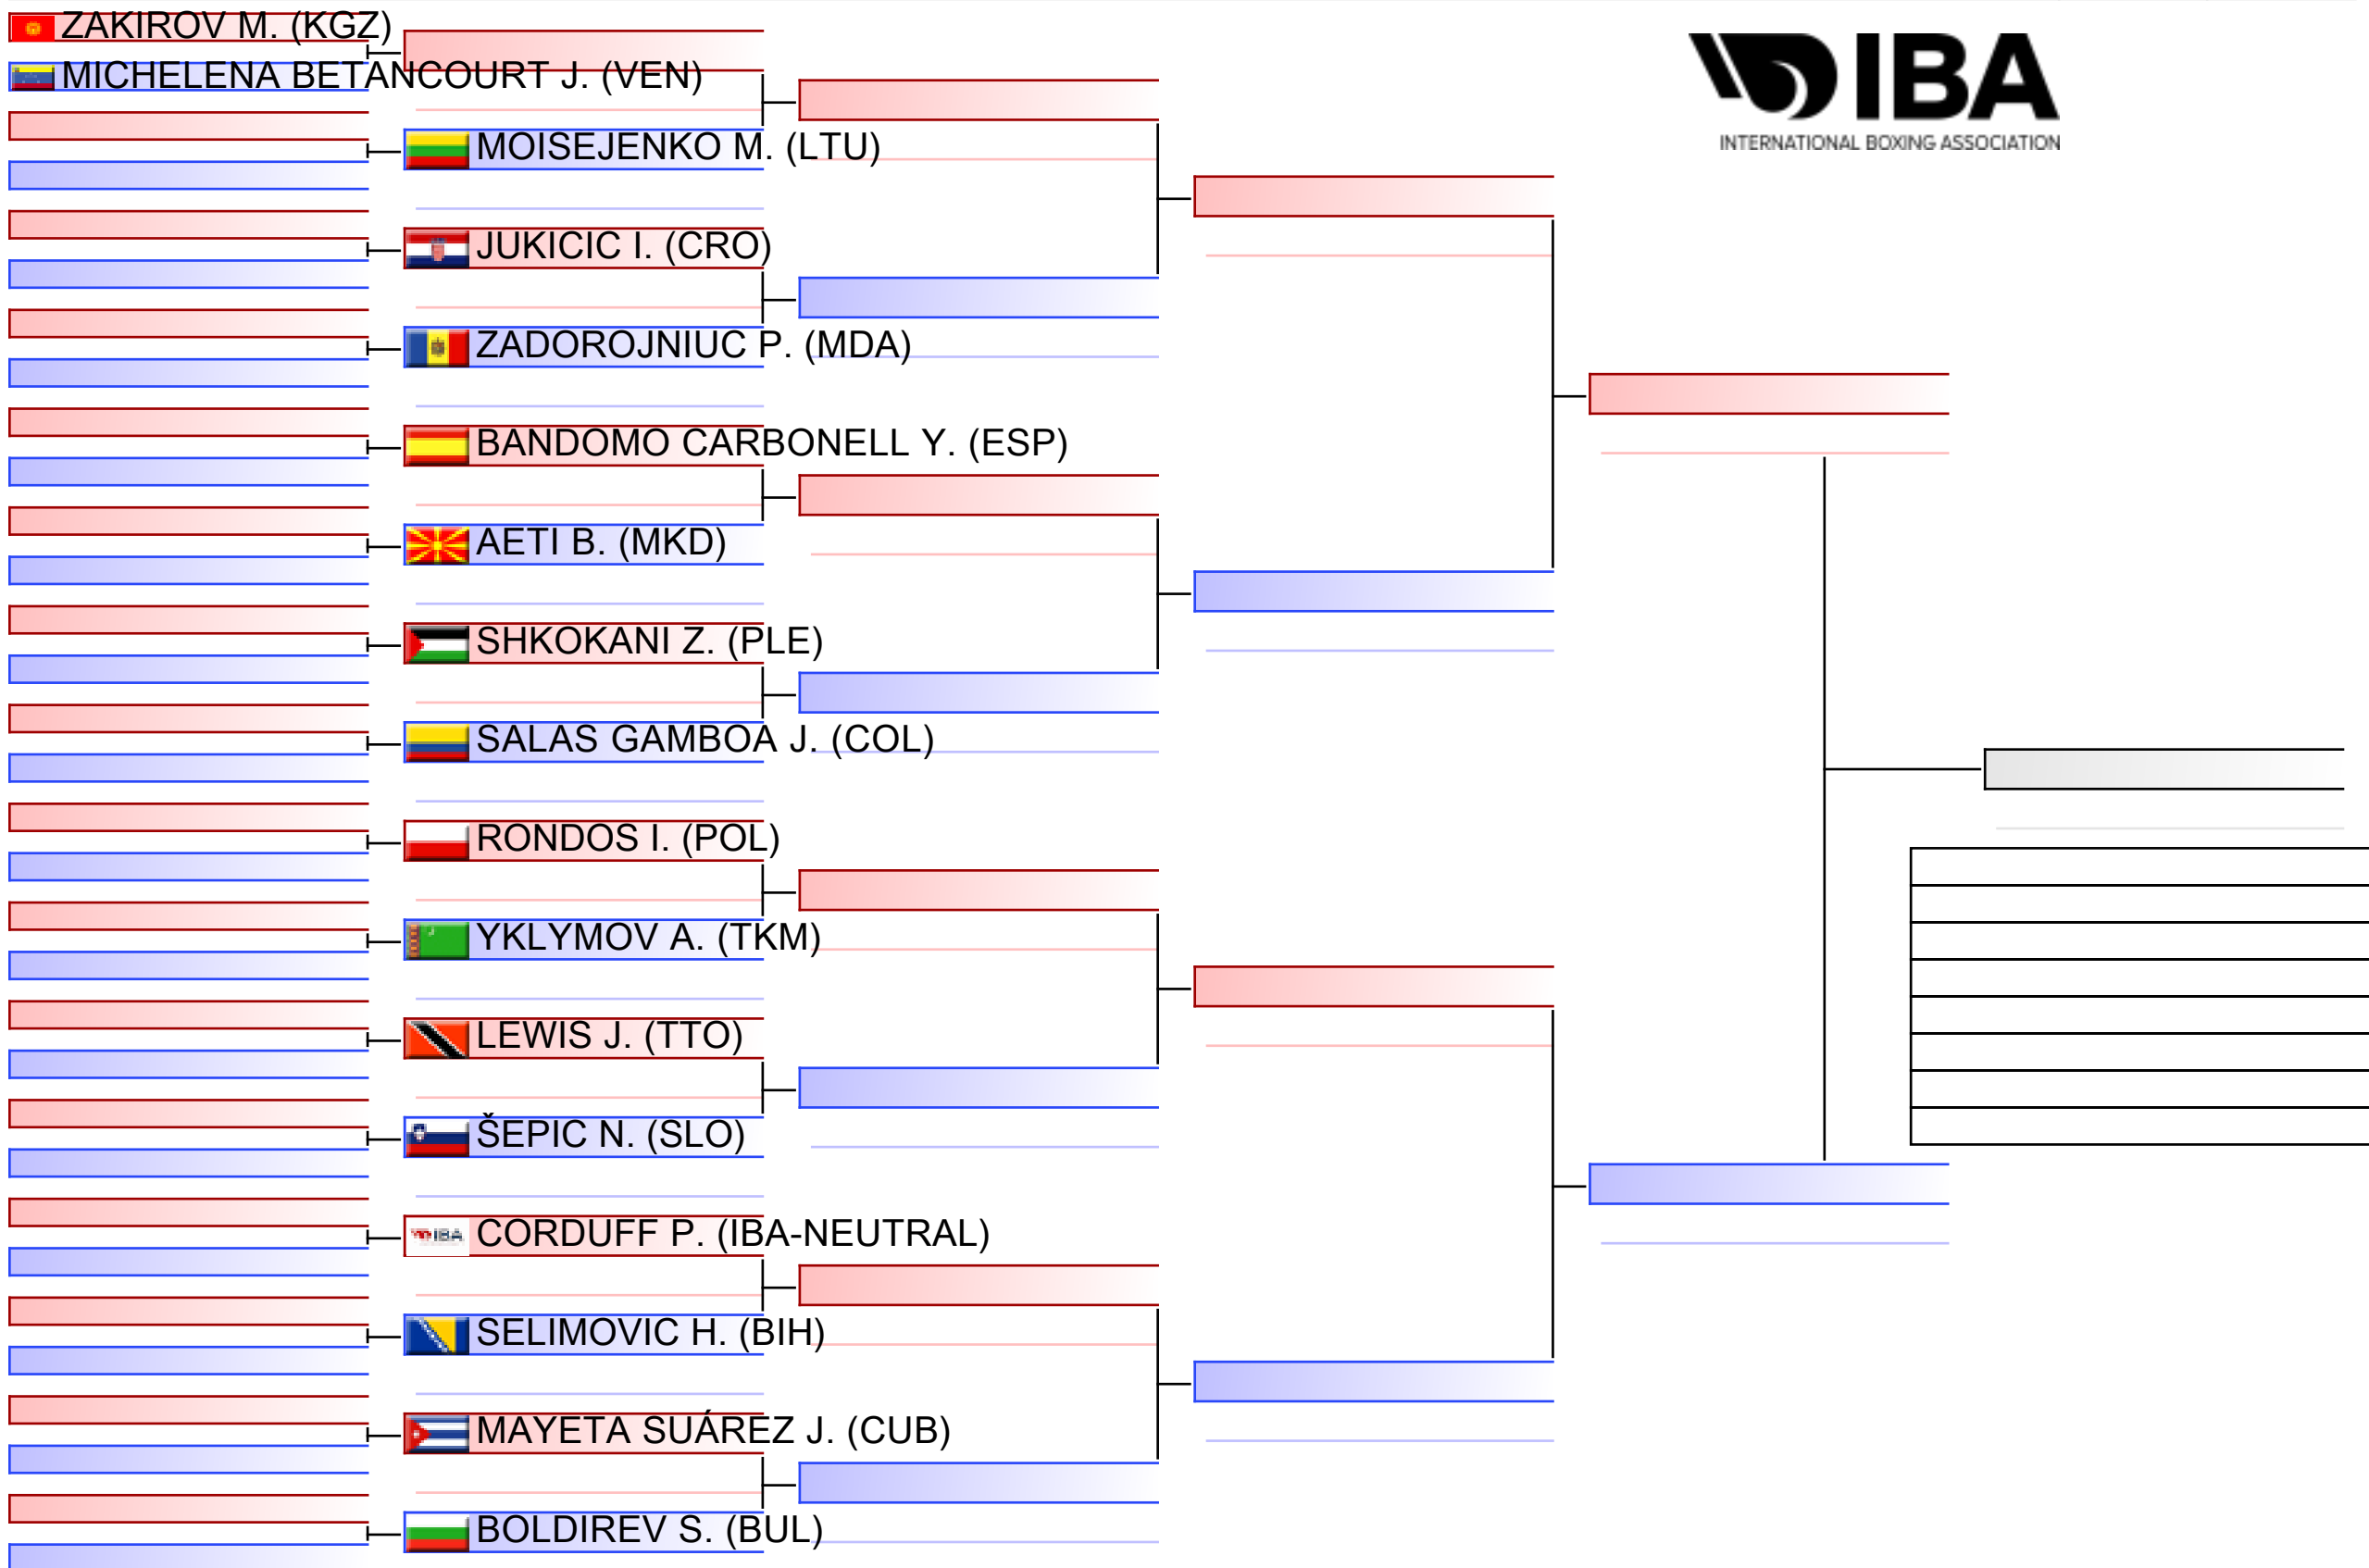 ZAKIROV M. (KGZ)
MICHELENA BETANCOURT J. (VEN)
IBA
INTERNATIONAL BOXING ASSOCIATION
MOISEJENKO M. (LTU)
JUKICIC I. (CRO)
ZADOROJNIUC P. (MDA)
BANDOMO CARBONELL Y. (ESP)
AETI B. (MKD)
SHKOKANI Z. (PLE)
SALAS GAMBOA J. (COL)
RONDOS I. (POL)
YKLYMOV A. (TKM)
LEWIS J. (TTO)
ŠEPIC N. (SLO)
IBA CORDUFF P. (IBA-NEUTRAL)
SELIMOVIC H. (BIH)
MAYETA SUÁREZ J. (CUB)
BOLDIREV S. (BUL)